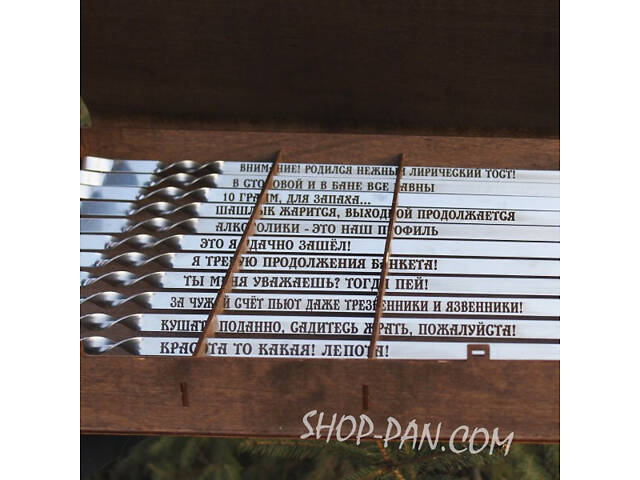 ВНИМАНИЕ! РОДИЛСЯ НЕЖНЫЙ ЛИРИЧЕСКИЙ ТОСТ!
В СТОЛОВОЙ И В БАНЕ ВСЕ РАВНЫ
10 ГРАММ, ДЛЯ ЗАПАХА...
ШАШЛЫК ЖАРИТСЯ, ВЫХОДНОЙ ПРОДОЛЖАЕТСЯ
АЛКОГОЛИКИ - ЭТО НАШ ПРОФИЛЬ
ЭТО Я УДАЧНО ЗАШЁЛ!
Я ТРЕБУЮ ПРОДОЛЖЕНИЯ БАНКЕТА!
ТЫ МЕНЯ УВАЖАЕШЬ? ТОГДА ПЕЙ!
ЗА ЧУЖОЙ СЧЁТ ПЬЮТ ДАЖЕ ТРЕЗВЕННИКИ И ЯЗВЕННИКИ!
КУШАТЬ ПОДАННО, САДИТЕСЬ ЖРАТЬ, ПОЖАЛУЙСТА!
КРАСОТА ТО КАКАЯ! ЛЕПОТА!
SHOP-PAN.COM